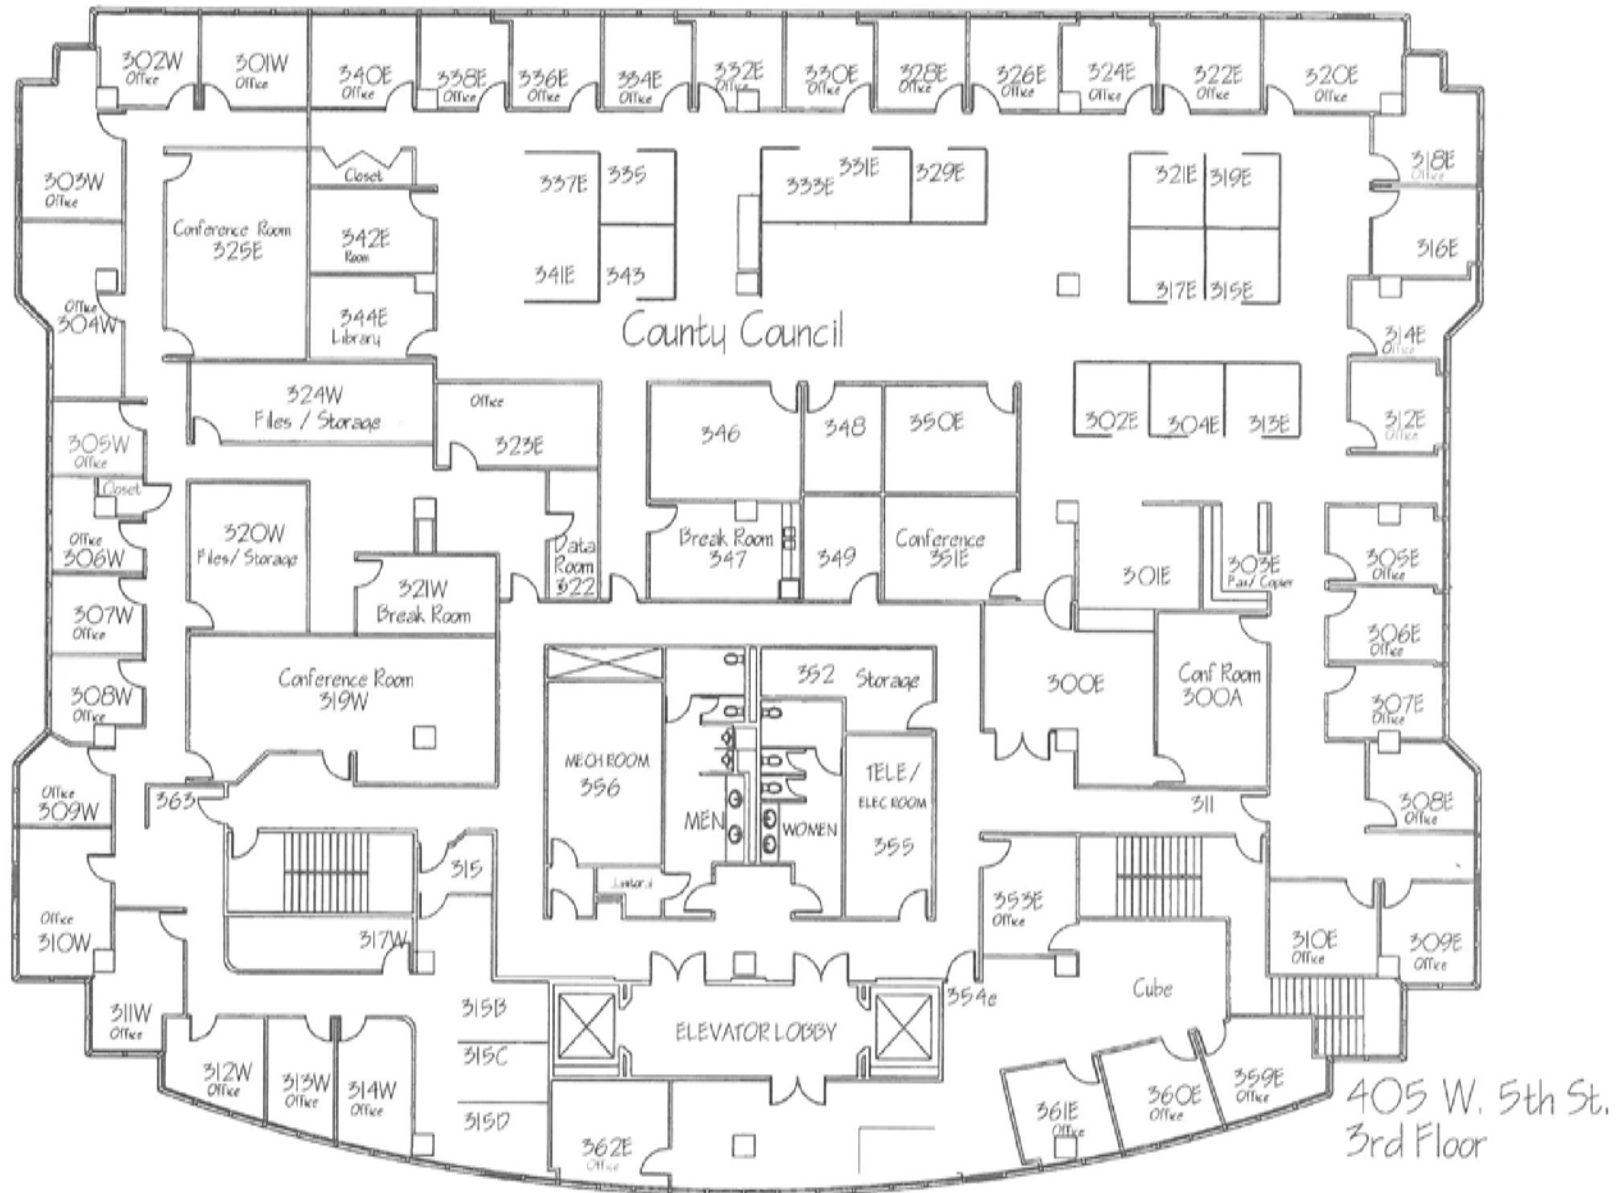 302W
Office
301W
340E
Office
338E
Office
336E
Office
334E
Office
332E
Office
330E
Office
328E
Office
326E
Office
324E
Office
322E
Office
320E
Office
303W
Office
318E
Office
Closet
337E
335
333E
331E
329E
321E
319E
Conference Room
325E
342E
Room
316E
341E
343
317E
315E
Office
304W
344E
Library
County Council
314E
Office
324W
Files / Storage
Office
323E
346
348
350E
302E
304E
313E
312E
Office
305W
Office
Closet
320W
Files/ Storage
Office
306W
Data
Room
322
Break Room
347
349
Conference
351E
301E
303E
Fax/ Copier
305E
Office
321W
Break Room
307W
Office
306E
Office
Conference Room
319W
352
Storage
300E
Conf Room
300A
308W
Office
307E
Office
MECH ROOM
356
MEN
WOMEN
TELE/
ELEC ROOM
355
Office
309W
363
311
308E
Office
315
Janitor
353E
Office
Office
310W
317W
310E
Office
309E
Office
Cube
354e
311W
Office
315B
ELEVATOR LOBBY
315C
312W
Office
313W
Office
314W
Office
315D
362E
Office
361E
Office
360E
Office
359E
Office
405 W. 5th St.
3rd Floor